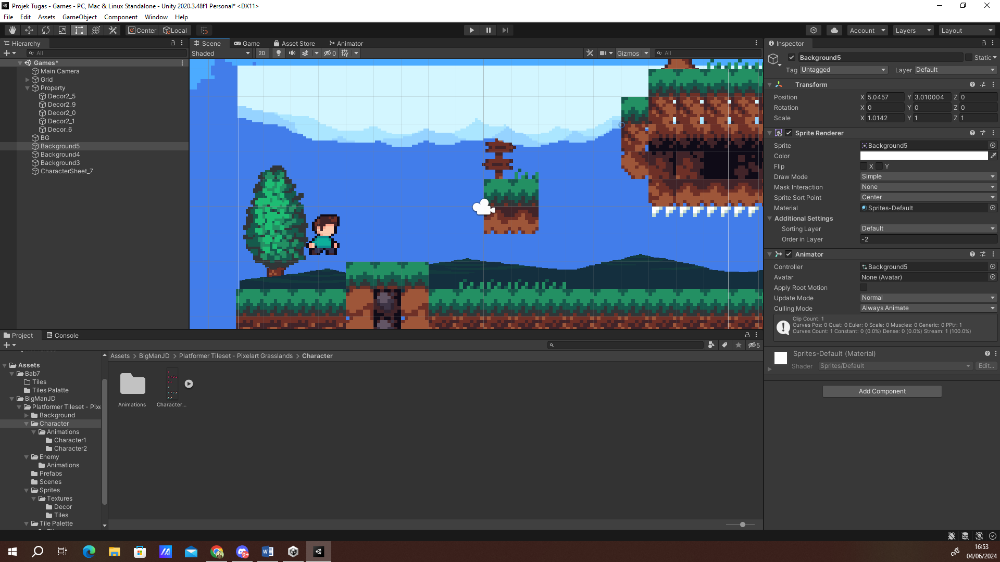 Projek Tugas - Games - PC, Mac & Linux Standalone - Unity 2020.3.48f1 Personal* <DX11>
File Edit Assets GameObject Component Window Help
Center Local Account Layers Layout
Hierarchy
All
Games*
Main Camera
Grid
Property
Decor2_5
Decor2_9
Decor2_0
Decor2_1
Decor_6
BG
Background5
Background4
Background3
CharacterSheet_7
Scene Game Asset Store Animator
Shaded 2D 0 Gizmos All
Inspector
Background5 Static
Tag Untagged Layer Default
Transform
Position X 5.0457 Y 3.010004 Z 0
Rotation X 0 Y 0 Z 0
Scale X 1.0142 Y 1 Z 1
Sprite Renderer
Sprite Background5
Color
Flip X Y
Draw Mode Simple
Mask Interaction None
Sprite Sort Point Center
Material Sprites-Default
Additional Settings
Sorting Layer Default
Order in Layer -2
Animator
Controller Background5
Avatar None (Avatar)
Apply Root Motion
Update Mode Normal
Culling Mode Always Animate
Clip Count: 1
Curves Pos: 0 Quat: 0 Euler: 0 Scale: 0 Muscles: 0 Generic: 0 PPtr: 1
Curves Count: 1 Constant: 0 (0.0%) Dense: 0 (0.0%) Stream: 1 (100.0%)
Sprites-Default (Material)
Shader Sprites/Default Edit...
Add Component
Project Console
5
Assets
Bab7
Tiles
Tiles Palatte
BigManJD
Platformer Tileset - Pixe
Background
Character
Animations
Character1
Character2
Enemy
Animations
Prefabs
Scenes
Sprites
Textures
Decor
Tiles
Tile Palette
Assets > BigManJD > Platformer Tileset - Pixelart Grasslands > Character
Animations Character...
9+
16:53
04/06/2024